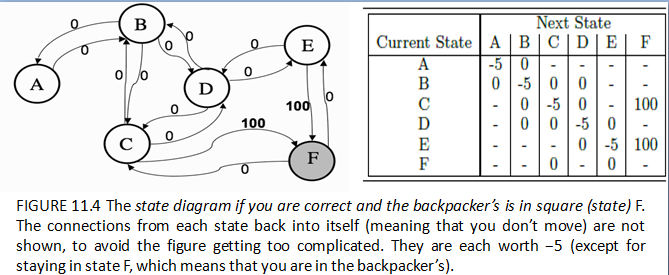 B
0
0
0
0
A
0
0
0
0
E
D
0
0
0
100
0
C
100
F
0
Next State
Current State A B C D E F
A -5 0 - - - -
B 0 -5 0 0 - -
C - 0 -5 0 - 100
D - 0 0 -5 0 -
E - - - 0 -5 100
F - - 0 - 0 -
FIGURE 11.4 The state diagram if you are correct and the backpacker's is in square (state) F.
The connections from each state back into itself (meaning that you don't move) are not
shown, to avoid the figure getting too complicated. They are each worth −5 (except for
staying in state F, which means that you are in the backpacker's).